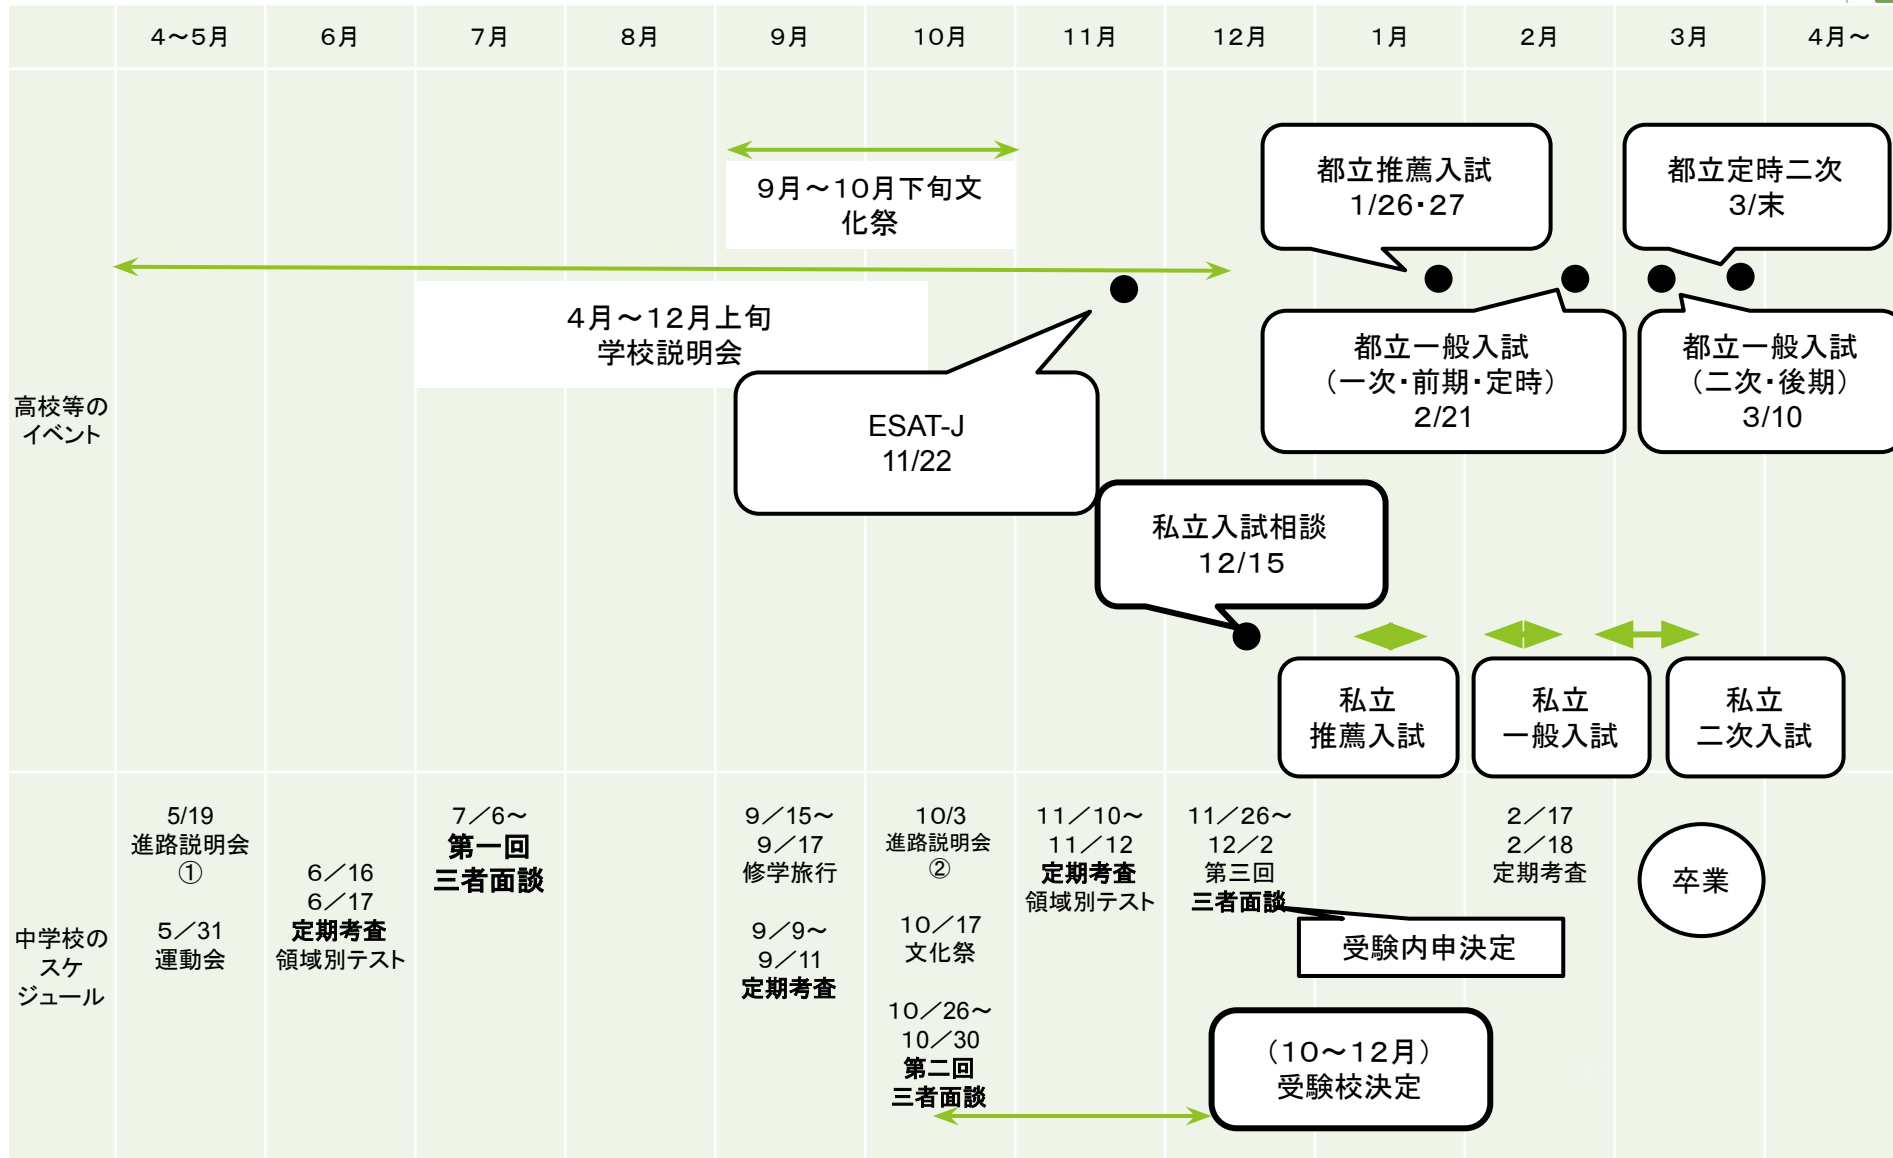 4～5月
6月
7月
8月
9月
10月
11月
12月
1月
2月
3月
4月～
高校等の
イベント
9月～10月下旬文
化祭
4月～12月上旬
学校説明会
ESAT-J
11/22
私立入試相談
12/15
都立推薦入試
1/26・27
都立定時二次
3/末
都立一般入試
（一次・前期・定時）
2/21
都立一般入試
（二次・後期）
3/10
私立
推薦入試
私立
一般入試
私立
二次入試
中学校の
スケ
ジュール
5/19
進路説明会
①
5／31
運動会
6／16
6／17
定期考査
領域別テスト
7／6～
第一回
三者面談
9／15～
9／17
修学旅行
9／9～
9／11
定期考査
10/3
進路説明会
②
10／17
文化祭
10／26～
10／30
第二回
三者面談
11／10～
11／12
定期考査
領域別テスト
11／26～
12／2
第三回
三者面談
受験内申決定
（10～12月）
受験校決定
2／17
2／18
定期考査
卒業